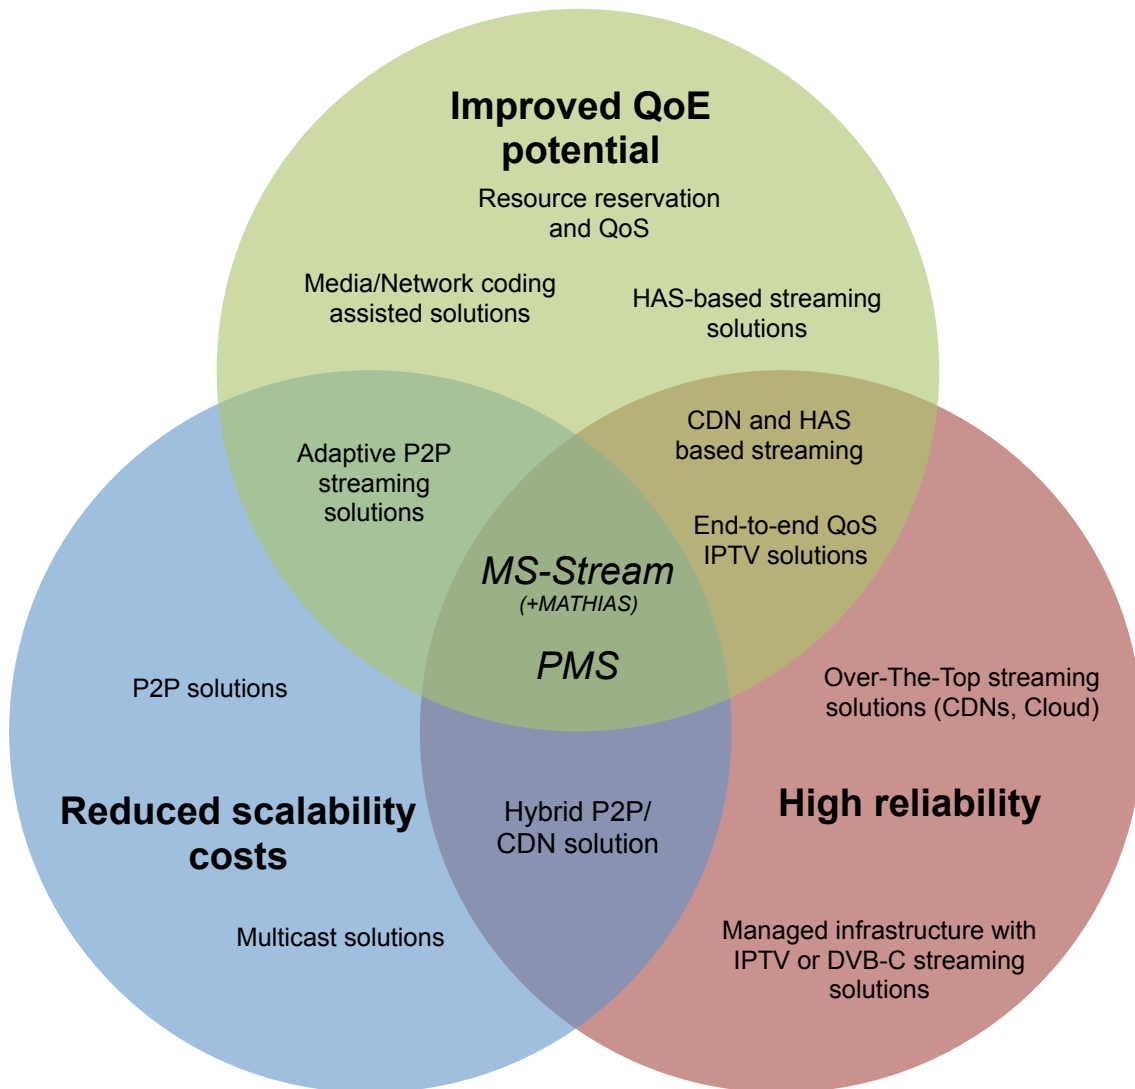 Improved QoE
potential
Resource reservation
and QoS
Media/Network coding
assisted solutions
HAS-based streaming
solutions
CDN and HAS
based streaming
Adaptive P2P
streaming
solutions
End-to-end QoS
IPTV solutions
MS-Stream
(+MATHIAS)
PMS
P2P solutions
Over-The-Top streaming
solutions (CDNs, Cloud)
Reduced scalability
costs
Hybrid P2P/
CDN solution
High reliability
Multicast solutions
Managed infrastructure with
IPTV or DVB-C streaming
solutions